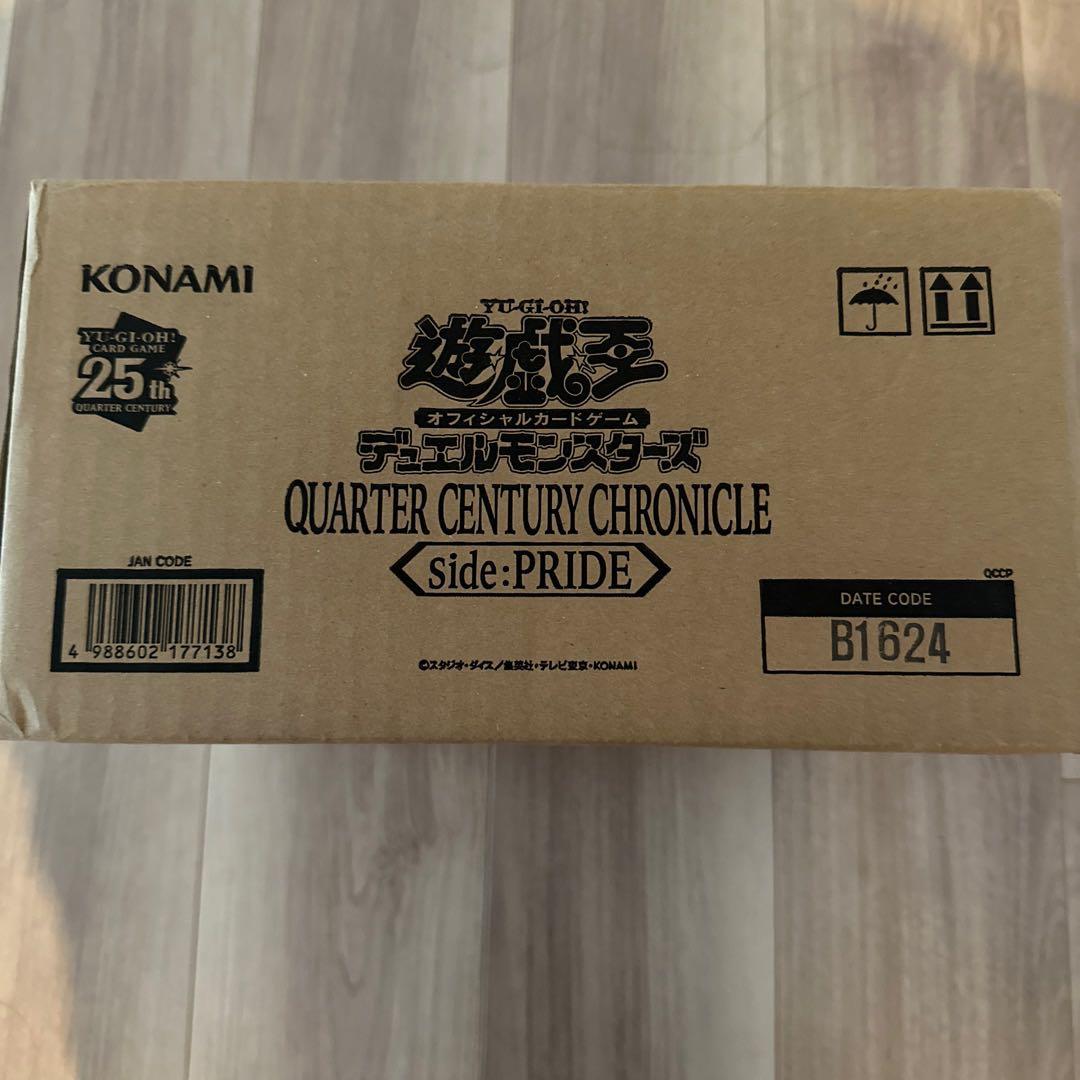 KONAMI
YU-GI-OH!
CARD GAME
25th
QUARTER CENTURY
YU-GI-OH!
遊戯王
オフィシャルカードゲーム
デュエルモンスターズ
QUARTER CENTURY CHRONICLE
side:PRIDE
JAN CODE
4 988602 177138
©スタジオ・ダイス/集英社・テレビ東京・KONAMI
QCCP
DATE CODE
B1624